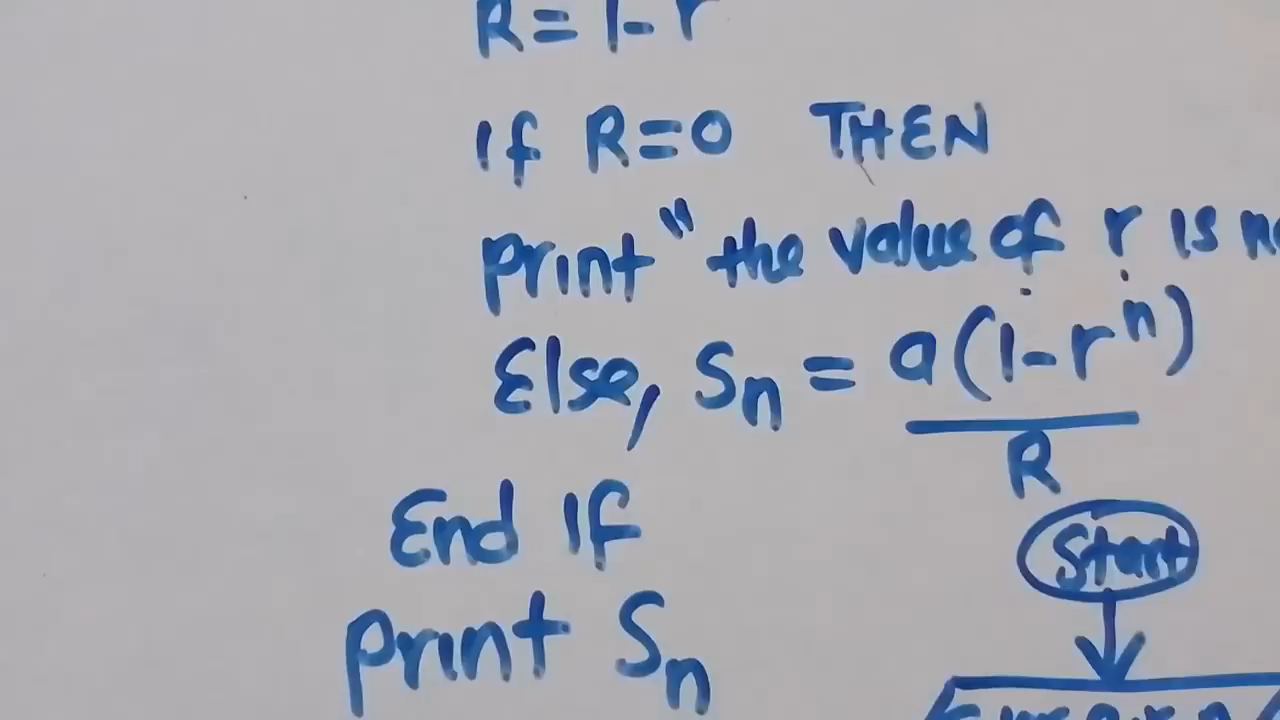 R = 1 - r
If R=0 THEN
print "the value of r is
Else, Sn = a(1-r^n)
R
End If
print Sn
Start